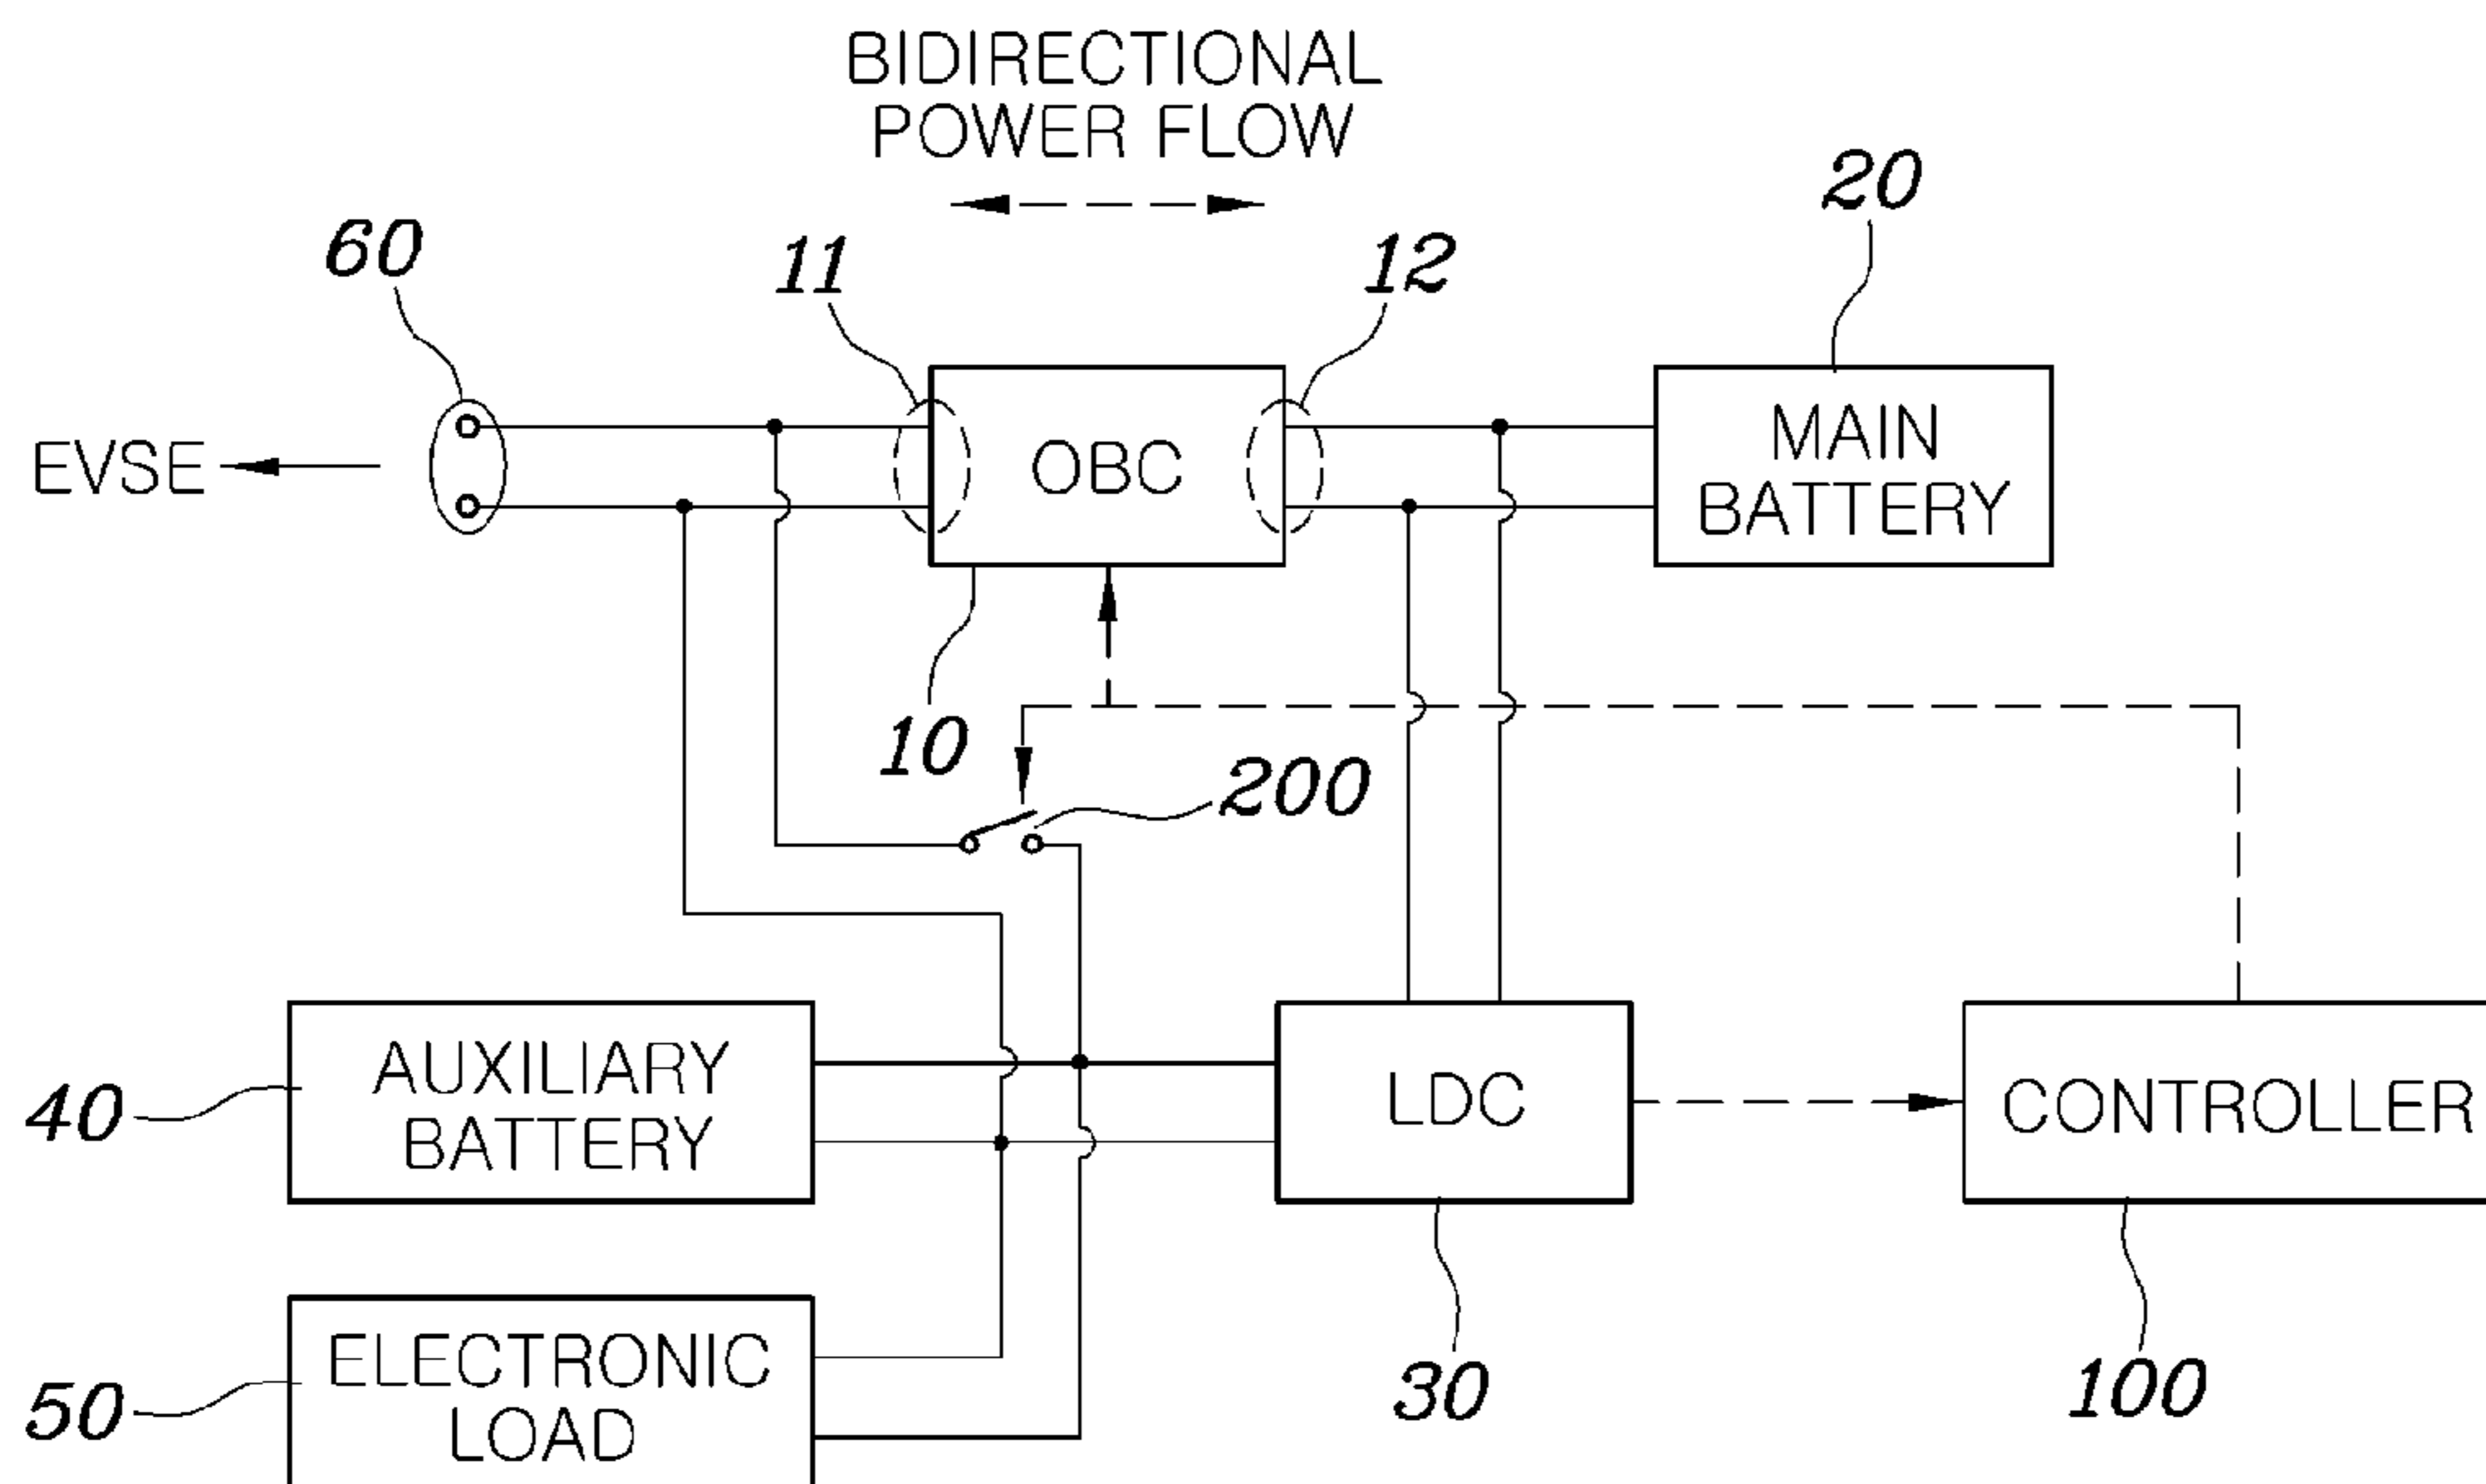 BIDIRECTIONAL
POWER FLOW
20
60
11
12
EVSE
OBC
MAIN
BATTERY
10
200
AUXILIARY
BATTERY
LDC
CONTROLLER
40
ELECTRONIC
LOAD
50
30
100